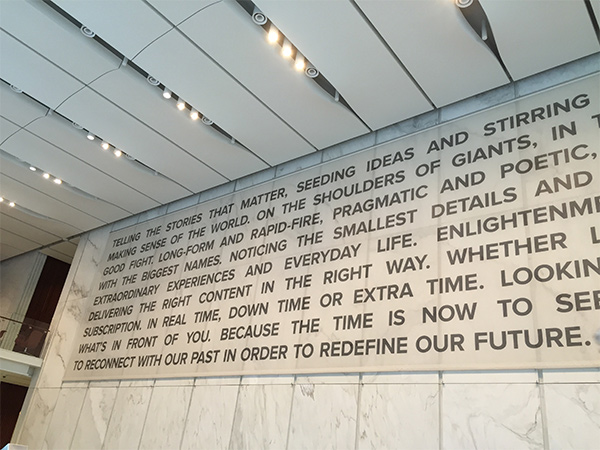 TELLING THE STORIES THAT MATTER, SEEDING IDEAS AND STIRRING
MAKING SENSE OF THE WORLD. ON THE SHOULDERS OF GIANTS, IN
GOOD FIGHT, LONG-FORM AND RAPID-FIRE, PRAGMATIC AND POETIC,
WITH THE BIGGEST NAMES. NOTICING THE SMALLEST DETAILS AND
EXTRAORDINARY EXPERIENCES AND EVERYDAY LIFE. ENLIGHTENME
DELIVERING THE RIGHT CONTENT IN THE RIGHT WAY. WHETHER
SUBSCRIPTION. IN REAL TIME, DOWN TIME OR EXTRA TIME. LOOKIN
WHAT'S IN FRONT OF YOU. BECAUSE THE TIME IS NOW TO SEE
TO RECONNECT WITH OUR PAST IN ORDER TO REDEFINE OUR FUTURE.